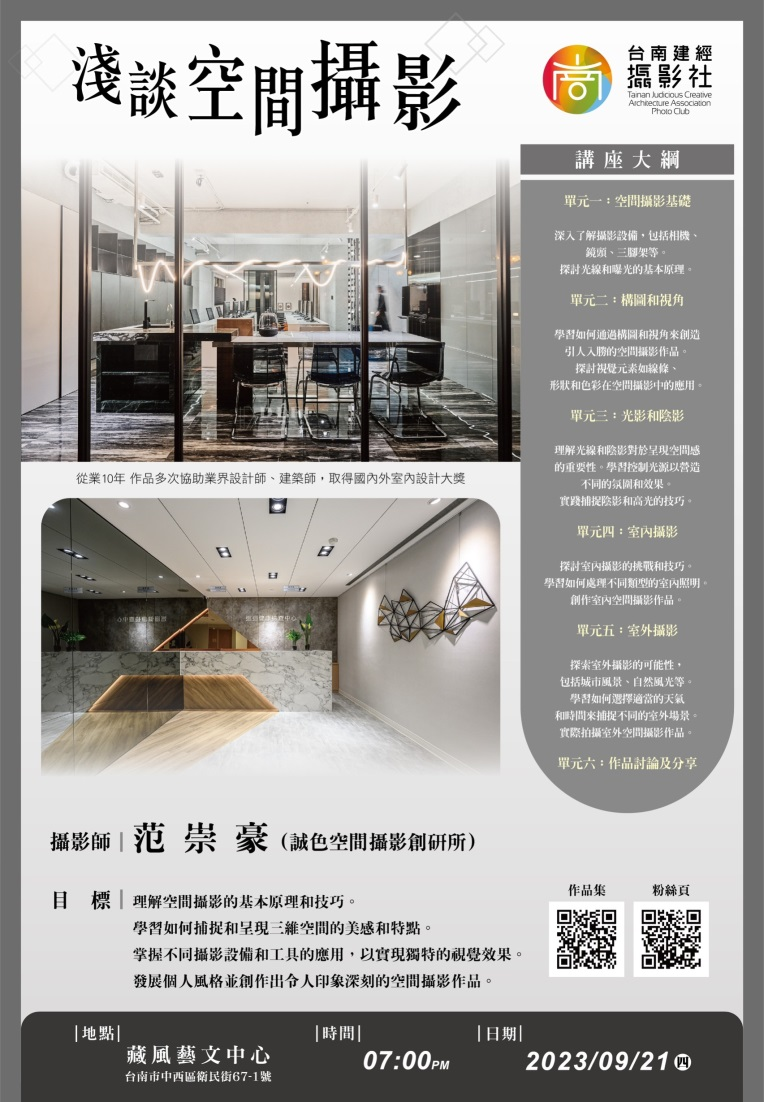 淺談空間攝影
台南建經
攝影社
Tainan Judicious Creative
Architecture Association
Photo Club
講座大綱
單元一：空間攝影基礎
深入了解攝影設備，包括相機、
鏡頭、三腳架等。
探討光線和曝光的基本原理。
單元二：構圖和視角
學習如何通過構圖和視角來創造
引人入勝的空間攝影作品。
探討視覺元素如線條、
形狀和色彩在空間攝影中的應用。
單元三：光影和陰影
理解光線和陰影對於呈現空間感
的重要性。學習控制光源以營造
不同的氛圍和效果。
實踐捕捉陰影和高光的技巧。
單元四：室內攝影
探討室內攝影的挑戰和技巧。
學習如何處理不同類型的室內照明。
創作室內空間攝影作品。
單元五：室外攝影
探索室外攝影的可能性，
包括城市風景、自然風光等。
學習如何選擇適當的天氣
和時間來捕捉不同的室外場景。
實際拍攝室外空間攝影作品。
單元六：作品討論及分享
從業10年 作品多次協助業界設計師、建築師，取得國內外室內設計大獎
攝影師│范崇豪（誠色空間攝影創研所）
目 標│理解空間攝影的基本原理和技巧。
學習如何捕捉和呈現三維空間的美感和特點。
掌握不同攝影設備和工具的應用，以實現獨特的視覺效果。
發展個人風格並創作出令人印象深刻的空間攝影作品。
作品集
粉絲頁
|地點|
藏風藝文中心
台南市中西區衛民街67-1號
|時間|
07:00PM
|日期|
2023/09/21㊃